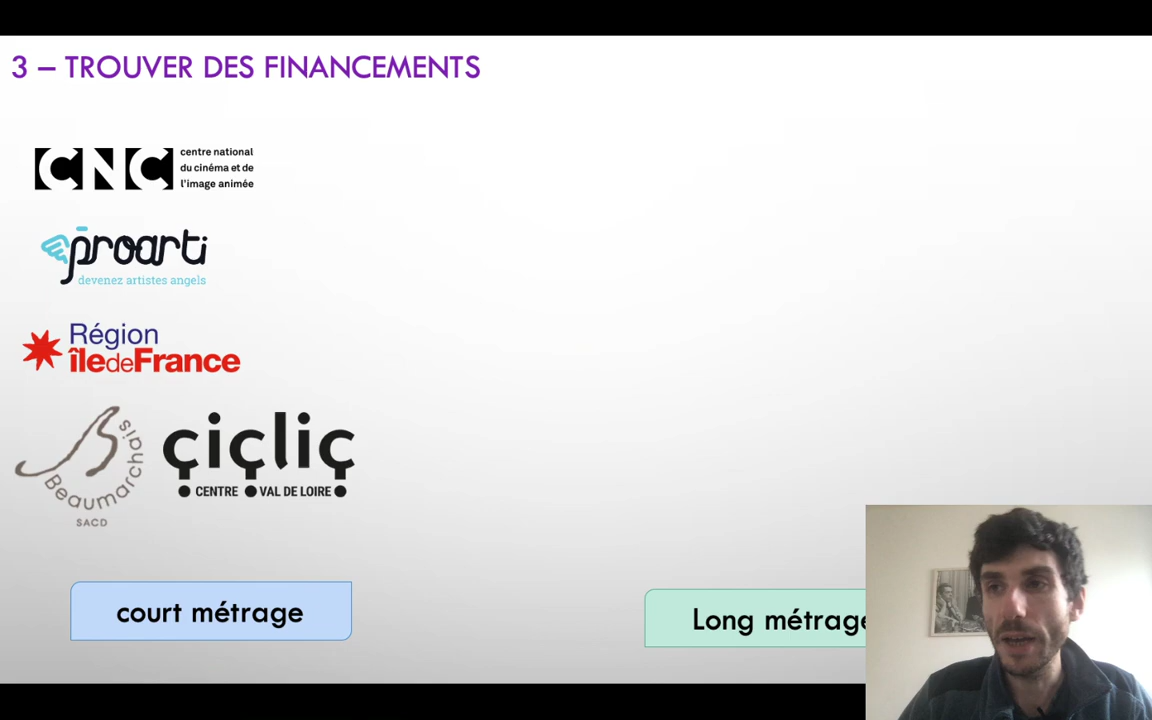 3 – TROUVER DES FINANCEMENTS
CNC
centre national
du cinéma et de
l'image animée
proarti
devenez artistes angels
Région
îledeFrance
Beaumarchais
SACD
çiçliç
CENTRE VAL DE LOIRE
court métrage
Long métrage